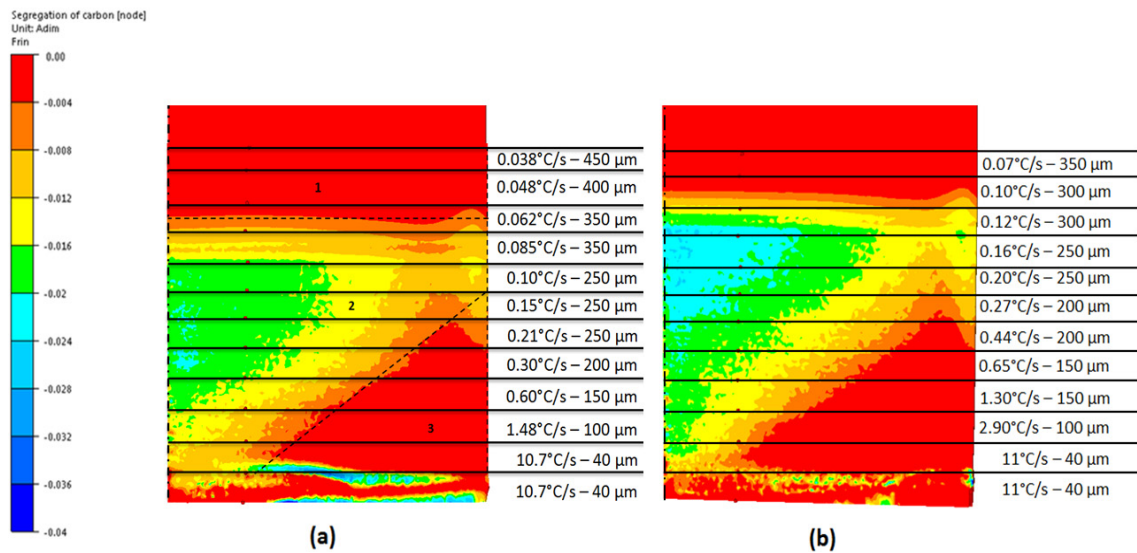 Segregation of carbon [node]
Unit: Adim
Frin
0.00
-0.004
-0.008
-0.012
-0.016
-0.02
-0.024
-0.028
-0.032
-0.036
-0.04
1
2
3
0.038°C/s – 450 µm
0.048°C/s – 400 µm
0.062°C/s – 350 µm
0.085°C/s – 350 µm
0.10°C/s – 250 µm
0.15°C/s – 250 µm
0.21°C/s – 250 µm
0.30°C/s – 200 µm
0.60°C/s – 150 µm
1.48°C/s – 100 µm
10.7°C/s – 40 µm
10.7°C/s – 40 µm
(a)
0.07°C/s – 350 µm
0.10°C/s – 300 µm
0.12°C/s – 300 µm
0.16°C/s – 250 µm
0.20°C/s – 250 µm
0.27°C/s – 200 µm
0.44°C/s – 200 µm
0.65°C/s – 150 µm
1.30°C/s – 150 µm
2.90°C/s – 100 µm
11°C/s – 40 µm
11°C/s – 40 µm
(b)